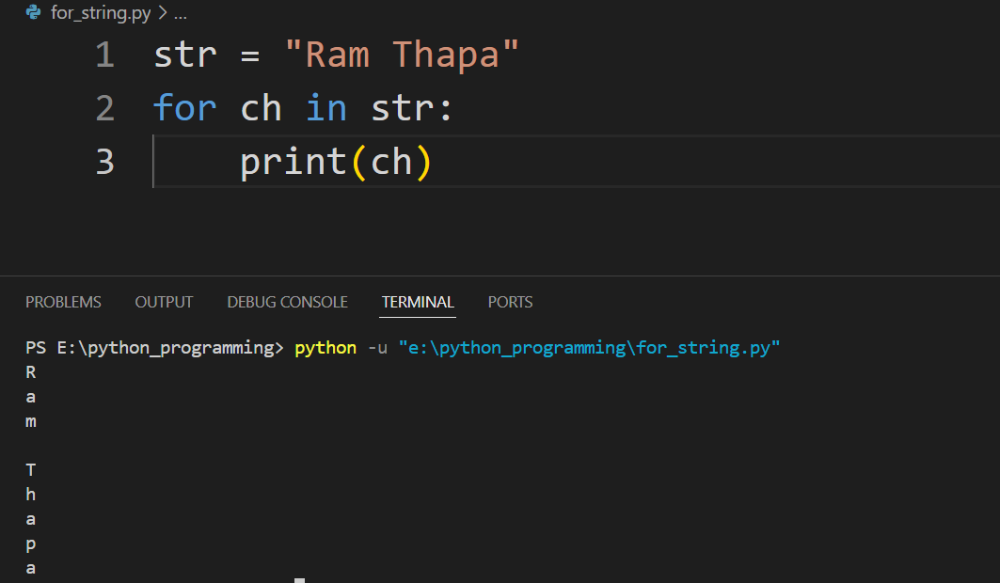 for_string.py > ...
1 str = "Ram Thapa"
2 for ch in str:
3     print(ch)
PROBLEMS OUTPUT DEBUG CONSOLE TERMINAL PORTS
PS E:\python_programming> python -u "e:\python_programming\for_string.py"
R
a
m

T
h
a
p
a